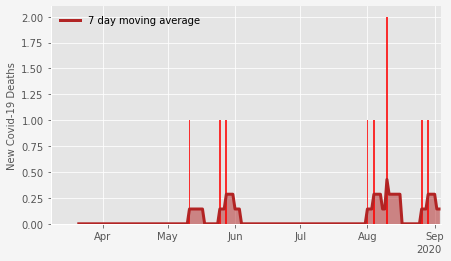 7 day moving average
New Covid-19 Deaths
2.00
1.75
1.50
1.25
1.00
0.75
0.50
0.25
0.00
Apr
May
Jun
Jul
Aug
Sep
2020